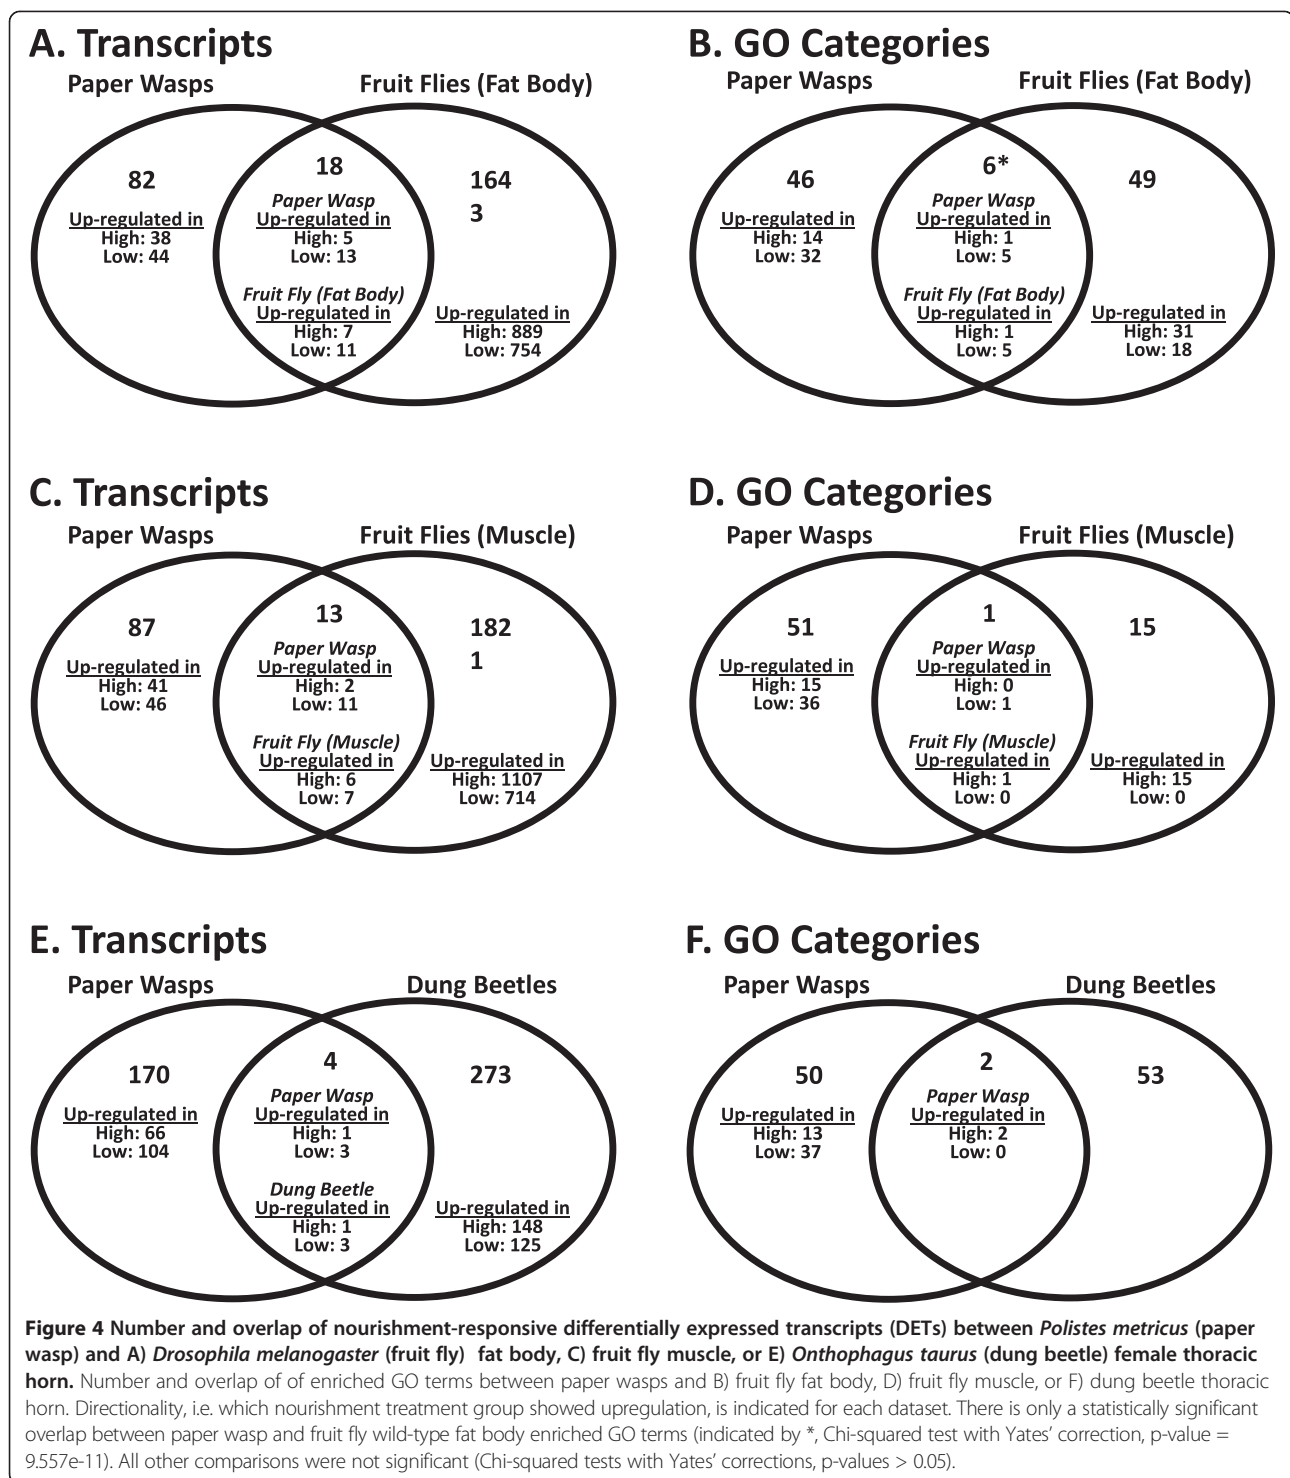 A. Transcripts
Paper Wasps
Fruit Flies (Fat Body)
82
Up-regulated in
High: 38
Low: 44
18
Paper Wasp
Up-regulated in
High: 5
Low: 13
Fruit Fly (Fat Body)
Up-regulated in
High: 7
Low: 11
164
3
Up-regulated in
High: 889
Low: 754
B. GO Categories
Paper Wasps
Fruit Flies (Fat Body)
46
Up-regulated in
High: 14
Low: 32
6*
Paper Wasp
Up-regulated in
High: 1
Low: 5
Fruit Fly (Fat Body)
Up-regulated in
High: 1
Low: 5
49
Up-regulated in
High: 31
Low: 18
C. Transcripts
Paper Wasps
Fruit Flies (Muscle)
87
Up-regulated in
High: 41
Low: 46
13
Paper Wasp
Up-regulated in
High: 2
Low: 11
Fruit Fly (Muscle)
Up-regulated in
High: 6
Low: 7
182
1
Up-regulated in
High: 1107
Low: 714
D. GO Categories
Paper Wasps
Fruit Flies (Muscle)
51
Up-regulated in
High: 15
Low: 36
1
Paper Wasp
Up-regulated in
High: 0
Low: 1
Fruit Fly (Muscle)
Up-regulated in
High: 1
Low: 0
15
Up-regulated in
High: 15
Low: 0
E. Transcripts
Paper Wasps
Dung Beetles
170
Up-regulated in
High: 66
Low: 104
4
Paper Wasp
Up-regulated in
High: 1
Low: 3
Dung Beetle
Up-regulated in
High: 1
Low: 3
273
Up-regulated in
High: 148
Low: 125
F. GO Categories
Paper Wasps
Dung Beetles
50
Up-regulated in
High: 13
Low: 37
2
Paper Wasp
Up-regulated in
High: 2
Low: 0
53
Figure 4 Number and overlap of nourishment-responsive differentially expressed transcripts (DETs) between Polistes metricus (paper
wasp) and A) Drosophila melanogaster (fruit fly) fat body, C) fruit fly muscle, or E) Onthophagus taurus (dung beetle) female thoracic
horn. Number and overlap of of enriched GO terms between paper wasps and B) fruit fly fat body, D) fruit fly muscle, or F) dung beetle thoracic
horn. Directionality, i.e. which nourishment treatment group showed upregulation, is indicated for each dataset. There is only a statistically significant
overlap between paper wasp and fruit fly wild-type fat body enriched GO terms (indicated by *, Chi-squared test with Yates' correction, p-value =
9.557e-11). All other comparisons were not significant (Chi-squared tests with Yates' corrections, p-values > 0.05).